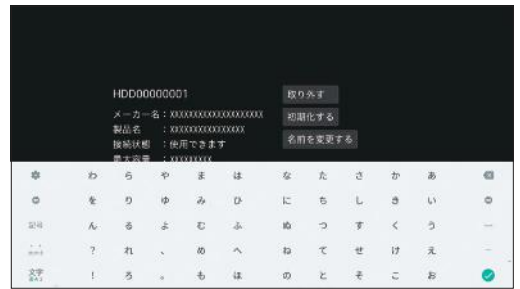 HDD00000001
取り外す
メーカー名：XXXXXXXXXXXXXXXXXXXX
初期化する
製品名　：XXXXXXXXXXXXXXXX
接続状態　：使用できます
名前を変更する
最大容量　：XXXXXXXXX
わ ら や ま は な た さ か あ
を り ゆ み ひ に ち し き い
記号 ん る よ む ふ ぬ つ す く う
? れ 、 め へ ね て せ け え ー
文字 ! ろ 。 も ほ の と そ こ お